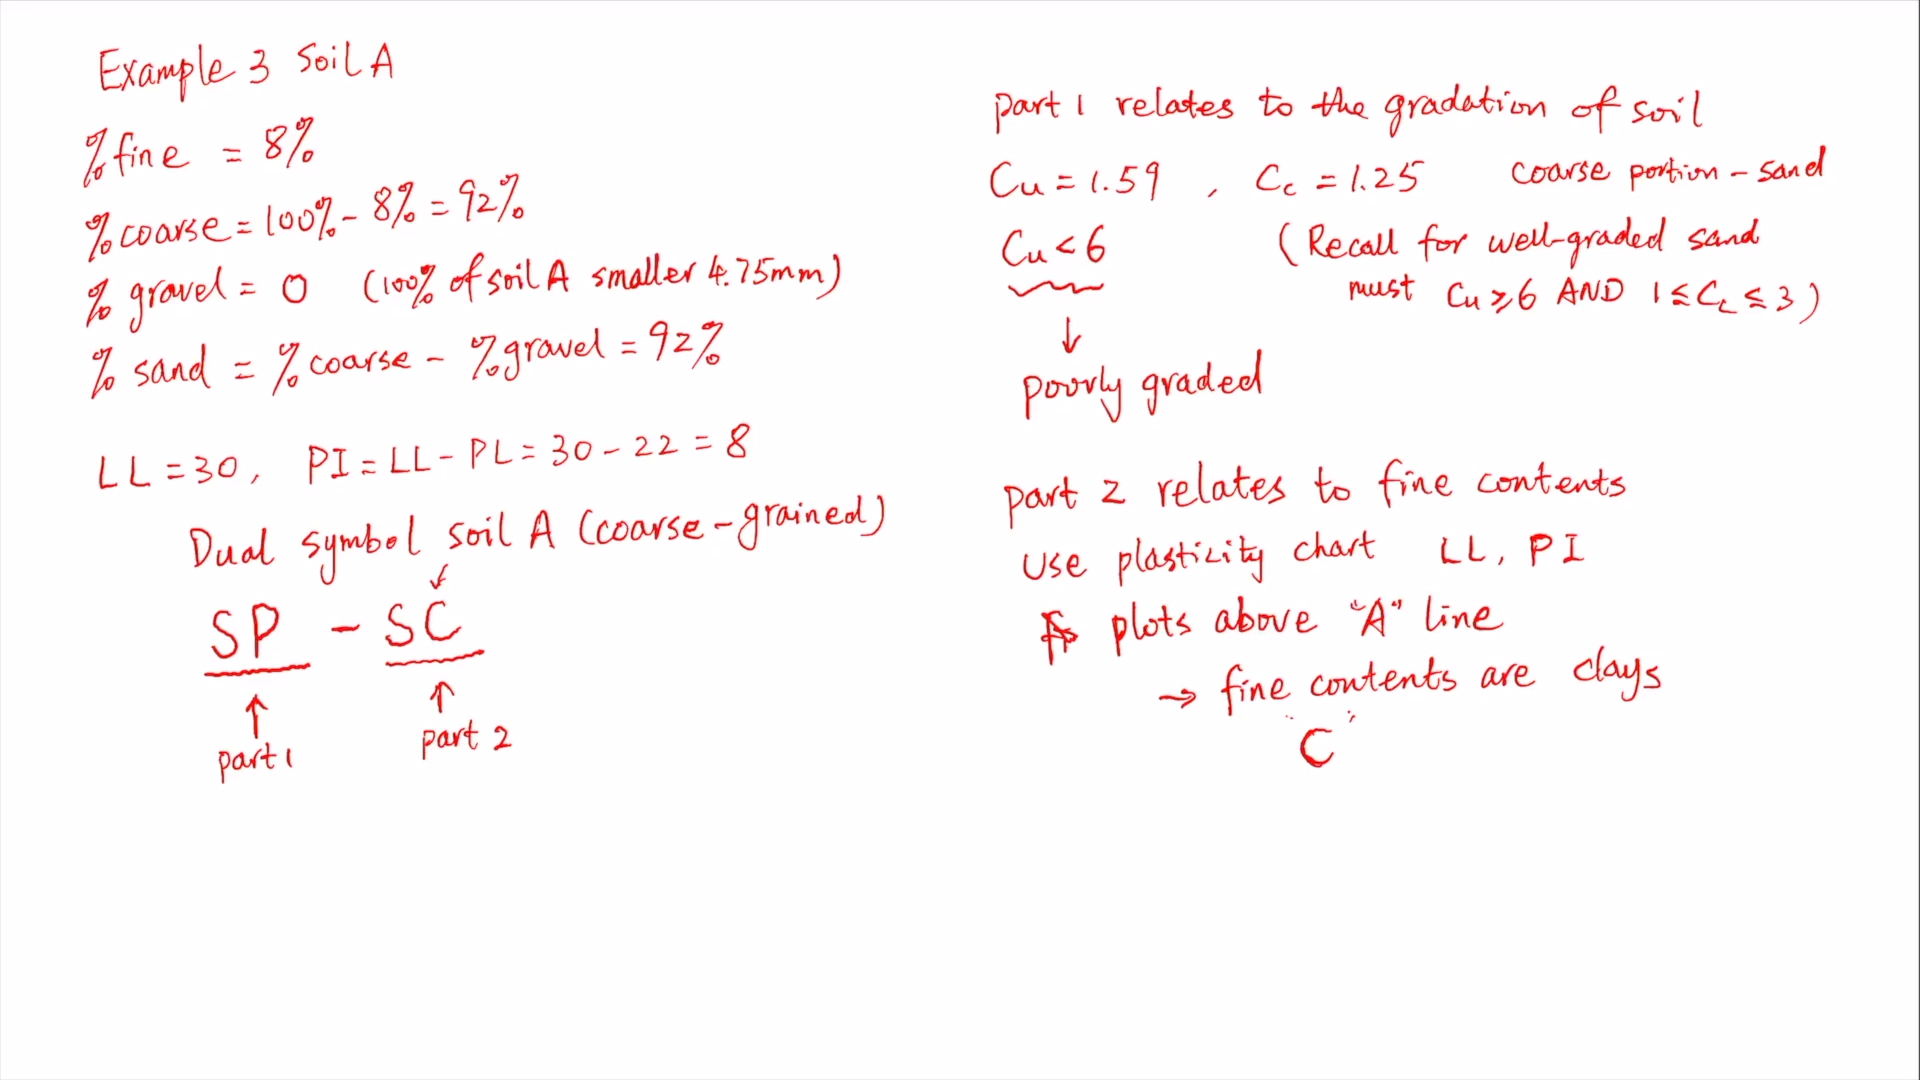 Example 3 Soil A
% fine = 8%
% coarse = 100% - 8% = 92%
% gravel = 0 (100% of soil A smaller 4.75mm)
% sand = % coarse - % gravel = 92%
LL = 30, PI = LL - PL = 30 - 22 = 8
Dual symbol soil A (coarse-grained)
SP - SC
part 1 part 2
part 1 relates to the gradation of soil
Cu = 1.59 , Cc = 1.25 coarse portion - sand
Cu < 6 (Recall for well-graded sand
must Cu ≥ 6 AND 1 ≤ Cc ≤ 3)
↓
poorly graded
part 2 relates to fine contents
Use plasticity chart LL, PI
plots above "A" line
→ fine contents are clays
"C"